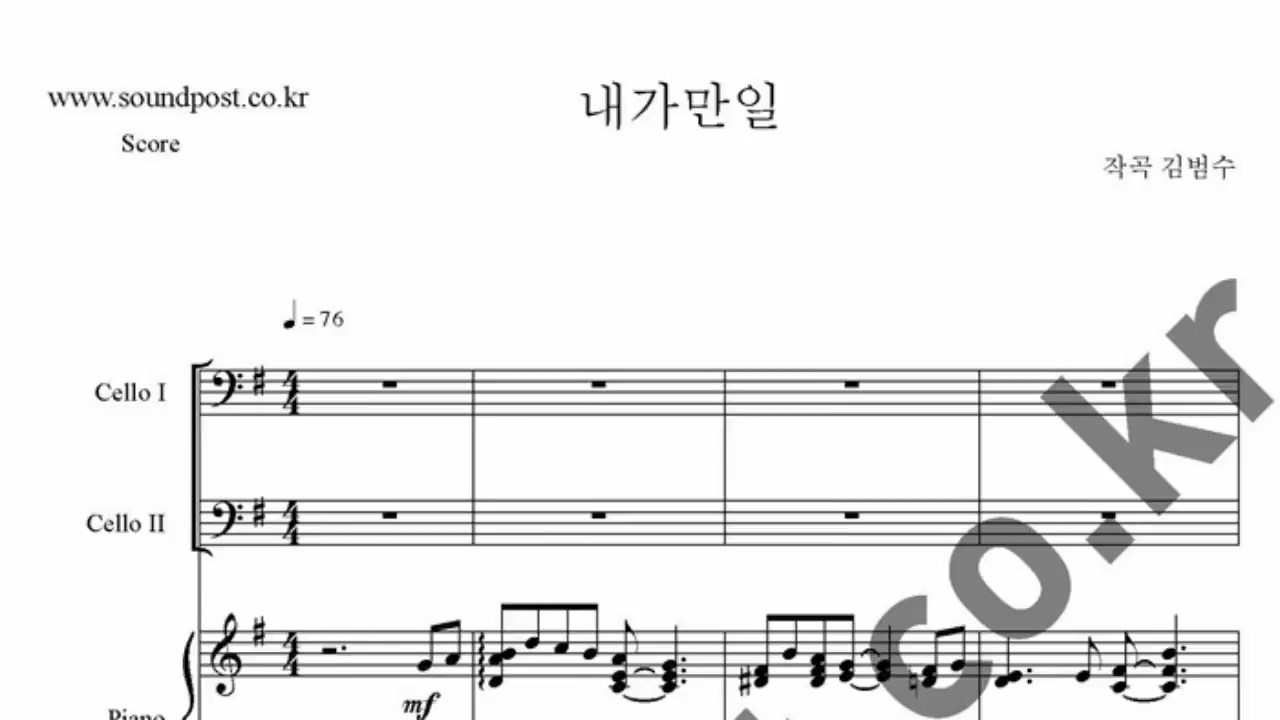 www.soundpost.co.kr
내가만일
Score
작곡 김범수
= 76
Cello I
Cello II
mf
Piano
co.kr